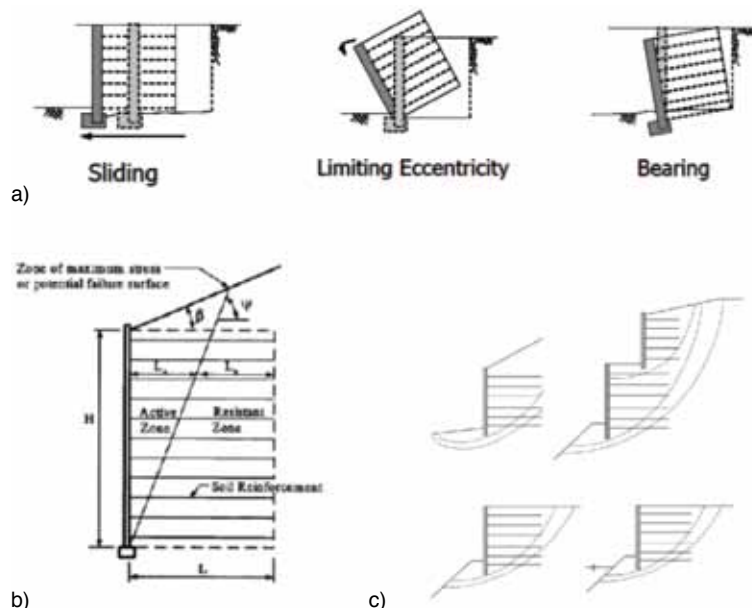 Sliding
Limiting Eccentricity
Bearing
a)
Zone of maximum stress
or potential failure surface
ψ
β
H
Active
Zone
Resistant
Zone
Soil Reinforcement
L
b)
c)